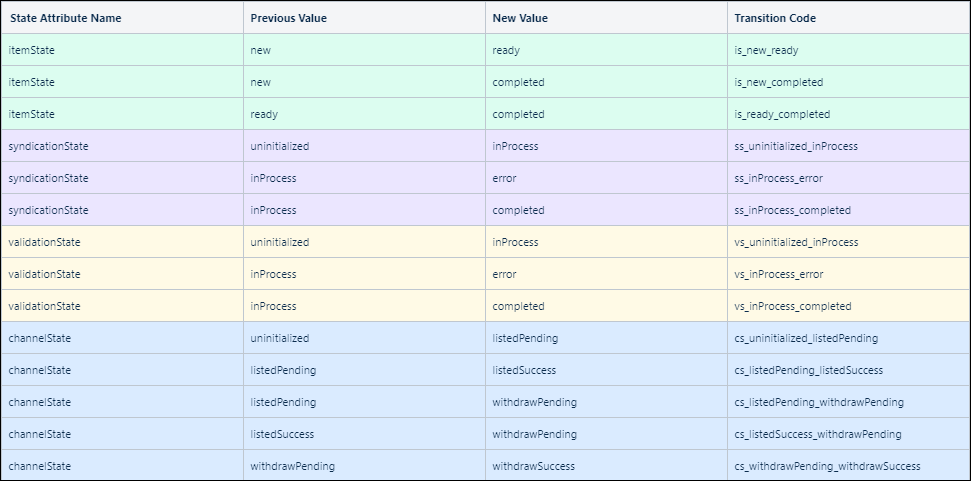 State Attribute Name Previous Value New Value Transition Code
itemState new ready is_new_ready
itemState new completed is_new_completed
itemState ready completed is_ready_completed
syndicationState uninitialized inProcess ss_uninitialized_inProcess
syndicationState inProcess error ss_inProcess_error
syndicationState inProcess completed ss_inProcess_completed
validationState uninitialized inProcess vs_uninitialized_inProcess
validationState inProcess error vs_inProcess_error
validationState inProcess completed vs_inProcess_completed
channelState uninitialized listedPending cs_uninitialized_listedPending
channelState listedPending listedSuccess cs_listedPending_listedSuccess
channelState listedPending withdrawPending cs_listedPending_withdrawPending
channelState listedSuccess withdrawPending cs_listedSuccess_withdrawPending
channelState withdrawPending withdrawSuccess cs_withdrawPending_withdrawSuccess